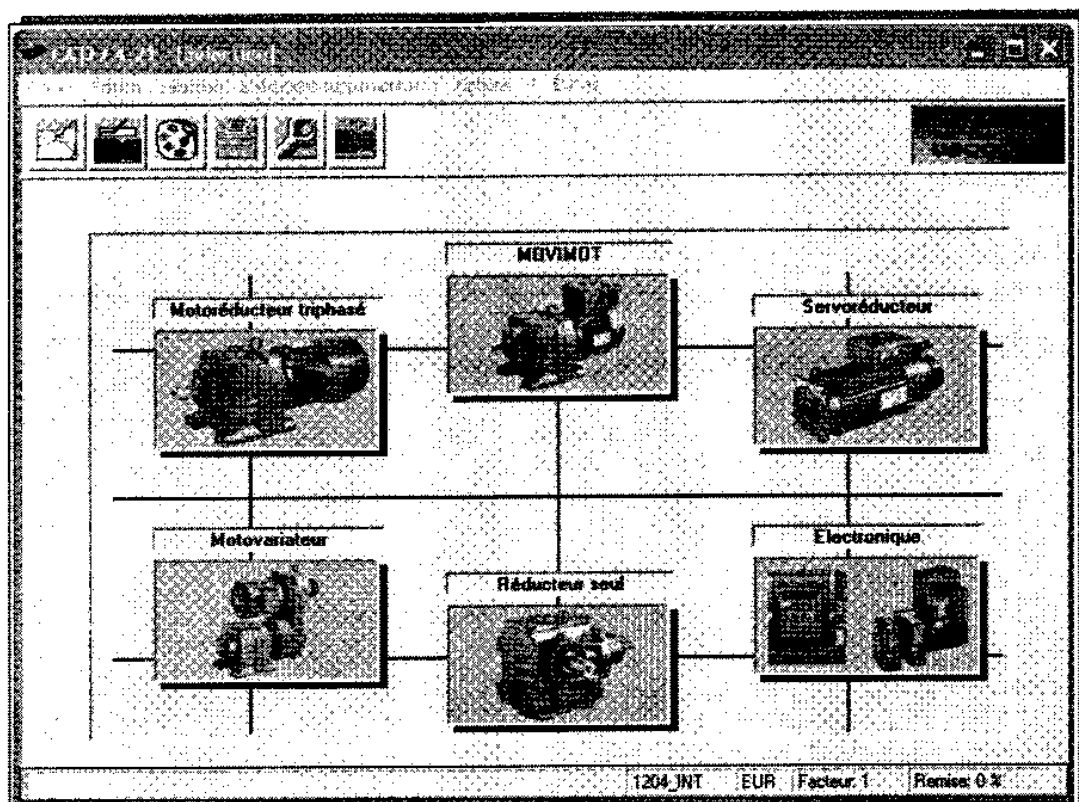 MOVIMOT
Motoréducteur triphasé
Servoréducteur
Motovariateur
Electronique
Réducteur seul
1204_INT EUR Facteur: 1 Remise: 0 %